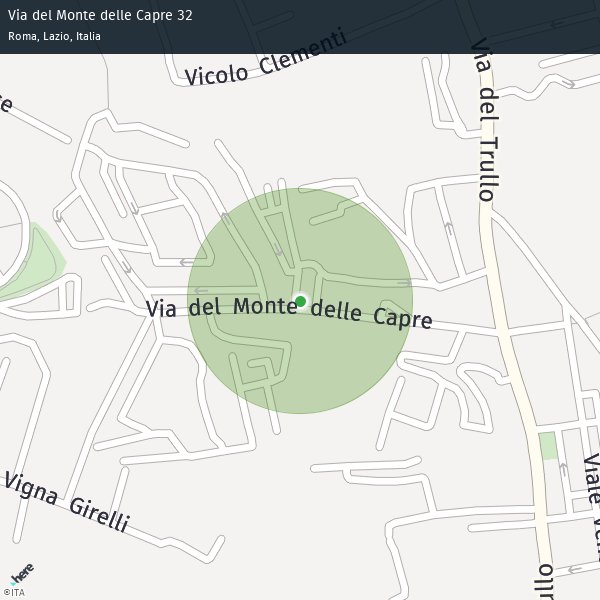 Via del Monte delle Capre 32
Roma, Lazio, Italia
Vicolo Clementi
Via del Trullo
Via del Monte delle Capre
Vigna Girelli
Viale
here
©ITA